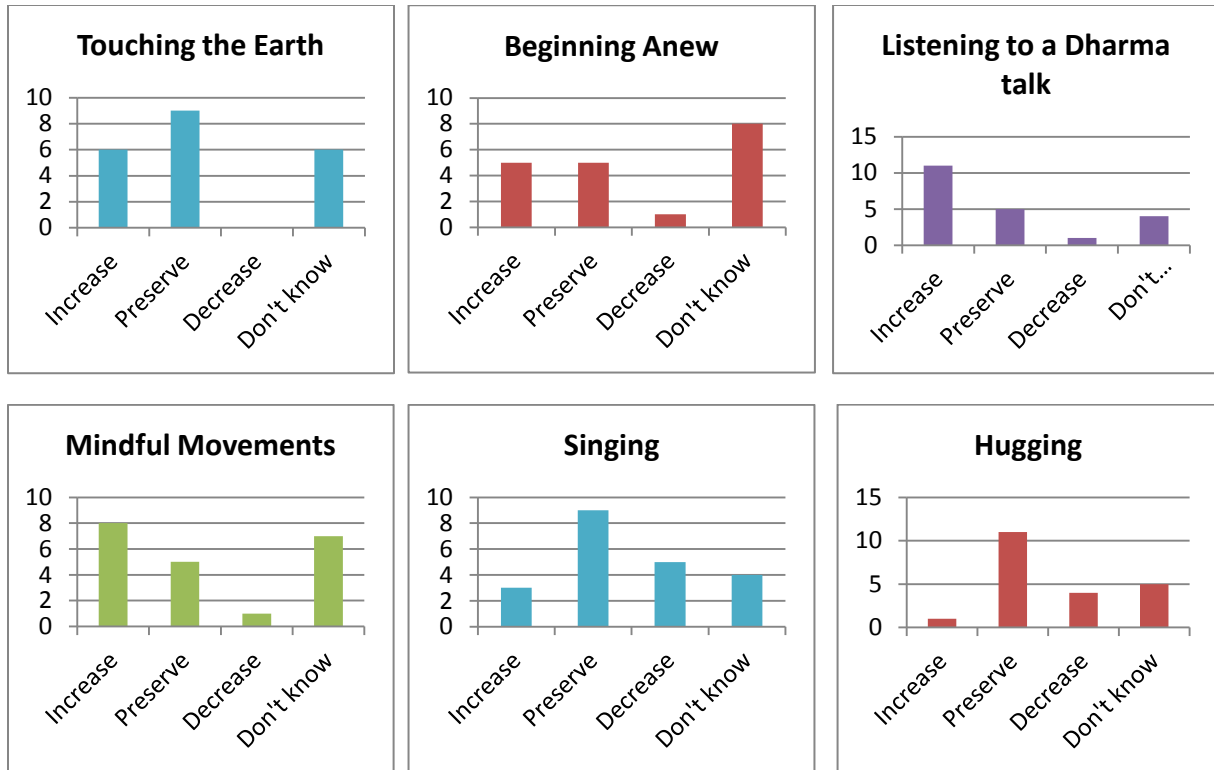 Touching the Earth
10
8
6
4
2
0
Increase
Preserve
Decrease
Don't know
Beginning Anew
10
8
6
4
2
0
Increase
Preserve
Decrease
Don't know
Listening to a Dharma
talk
15
10
5
0
Increase
Preserve
Decrease
Don't...
Mindful Movements
10
8
6
4
2
0
Increase
Preserve
Decrease
Don't know
Singing
10
8
6
4
2
0
Increase
Preserve
Decrease
Don't know
Hugging
15
10
5
0
Increase
Preserve
Decrease
Don't know